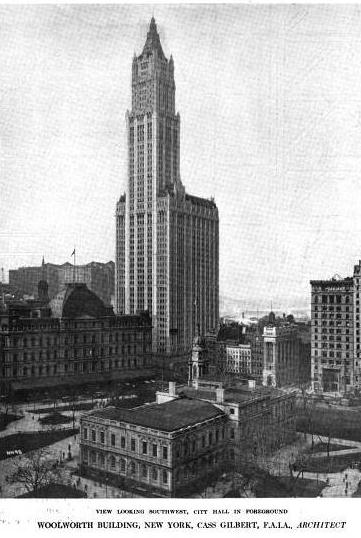 VIEW LOOKING SOUTHWEST, CITY HALL IN FOREGROUND
WOOLWORTH BUILDING, NEW YORK, CASS GILBERT, F.A.I.A., ARCHITECT